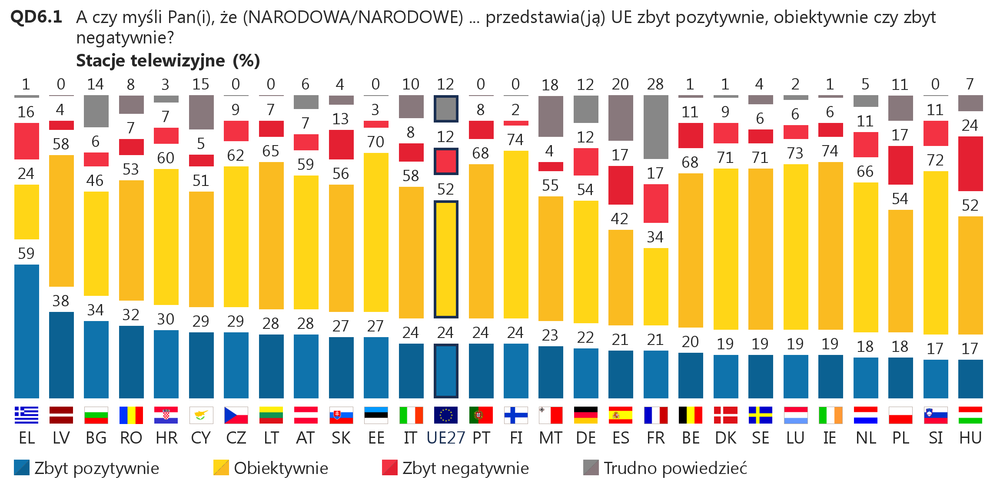 QD6.1 A czy myśli Pan(i), że (NARODOWA/NARODOWE) ... przedstawia(ją) UE zbyt pozytywnie, obiektywnie czy zbyt
negatywnie?
Stacje telewizyjne (%)
1 0 14 8 3 15 0 0 6 4 0 10 12 0 0 18 12 20 28 1 1 4 2 1 5 11 0 7
16 4 6 7 7 5 9 7 7 13 3 8 12 8 2 4 12 17 17 11 9 6 6 6 11 17 11 24
24 58 46 53 60 51 62 65 59 56 70 58 52 68 74 55 54 42 34 68 71 71 73 74 66 54 72 52
59 38 34 32 30 29 29 28 28 27 27 24 24 24 24 23 22 21 21 20 19 19 19 19 18 18 17 17
EL LV BG RO HR CY CZ LT AT SK EE IT UE27 PT FI MT DE ES FR BE DK SE LU IE NL PL SI HU
Zbyt pozytywnie Obiektywnie Zbyt negatywnie Trudno powiedzieć